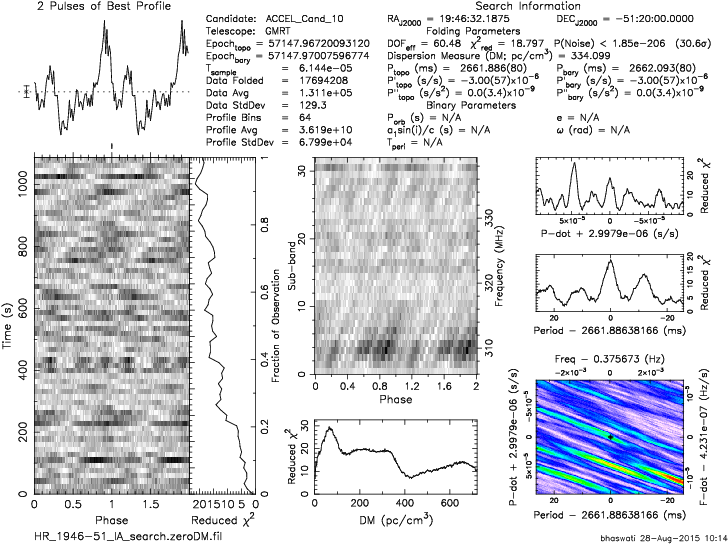 2 Pulses of Best Profile
Search Information
Candidate: ACCEL_Cand_10
Telescope: GMRT
Epoch_topo = 57147.96720093120
Epoch_bary = 57147.97007596774
T_sample = 6.144e-05
Data Folded = 17694208
Data Avg = 1.311e+05
Data StdDev = 129.3
Profile Bins = 64
Profile Avg = 3.619e+10
Profile StdDev = 6.799e+04
RA_J2000 = 19:46:32.1875
DEC_J2000 = -51:20:00.0000
Folding Parameters
DOF_eff = 60.48 χ²_red = 18.797 P(Noise) < 1.85e-206 (30.6σ)
Dispersion Measure (DM; pc/cm³) = 334.099
P_topo (ms) = 2661.886(80)
P_bary (ms) = 2662.093(80)
P'_topo (s/s) = -3.00(57)×10⁻⁶
P'_bary (s/s) = -3.00(57)×10⁻⁶
P''_topo (s/s²) = 0.0(3.4)×10⁻⁹
P''_bary (s/s²) = 0.0(3.4)×10⁻⁹
Binary Parameters
P_orb (s) = N/A
e = N/A
a₁sin(i)/c (s) = N/A
ω (rad) = N/A
T_peri = N/A
Time (s)
0 200 400 600 800 1000
0 0.5 1 1.5
Phase
20 15 10 5 0
Reduced χ²
Fraction of Observation
0 0.2 0.4 0.6 0.8 1
Sub-band
0 10 20 30
Frequency (MHz)
310 320 330
0 0.4 0.8 1.2 1.6 2
Phase
Reduced χ²
0 10 20 30
0 200 400 600
DM (pc/cm³)
Reduced χ²
0 10 20
5×10⁻⁵ 0 -5×10⁻⁵
P-dot + 2.9979e-06 (s/s)
Reduced χ²
0 5 10 15 20
20 0 -20
Period - 2661.88638166 (ms)
Freq - 0.375673 (Hz)
-2×10⁻³ 0 2×10⁻³
P-dot + 2.9979e-06 (s/s)
-5×10⁻⁵ 0 5×10⁻⁵
F-dot - 4.231e-07 (Hz/s)
-10⁻⁵ -5×10⁻⁶ 0 5×10⁻⁶
20 0 -20
Period - 2661.88638166 (ms)
HR_1946-51_IA_search.zeroDM.fil
bhaswati 28-Aug-2015 10:14